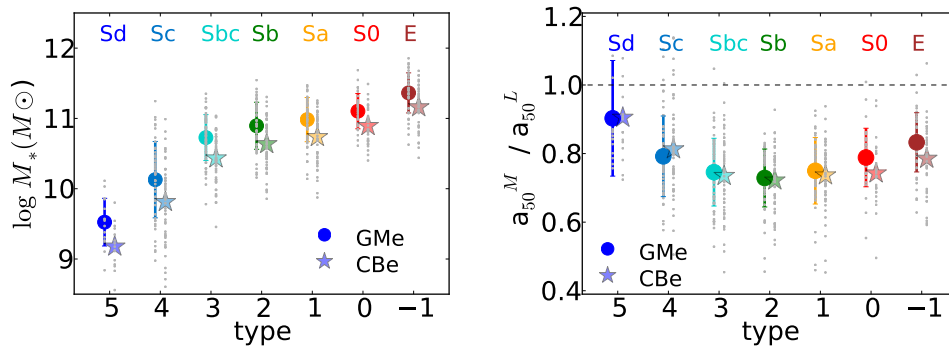 Sd Sc Sbc Sb Sa S0 E
12
11
10
9
log M*(M⊙)
GMe
CBe
5 4 3 2 1 0 −1
type
1.2
1.0
0.8
0.6
0.4
a50^M / a50^L
Sd Sc Sbc Sb Sa S0 E
GMe
CBe
5 4 3 2 1 0 −1
type